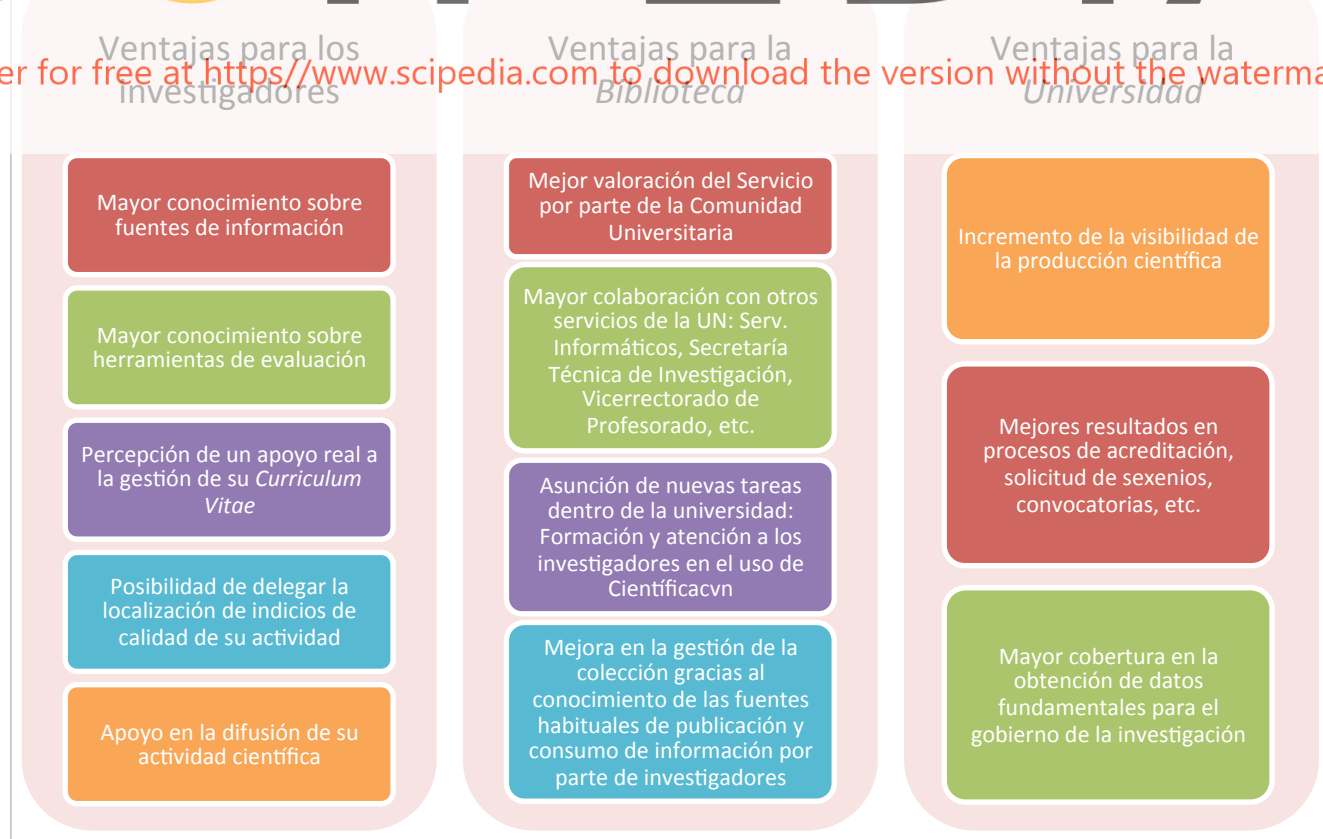 Ventajas para los
investigadores
er for free at https//www.scipedia.com to download the version without the waterma
Mayor conocimiento sobre
fuentes de información
Mayor conocimiento sobre
herramientas de evaluación
Percepción de un apoyo real a
la gestión de su Curriculum
Vitae
Posibilidad de delegar la
localización de indicios de
calidad de su actividad
Apoyo en la difusión de su
actividad científica
Ventajas para la
Biblioteca
Mejor valoración del Servicio
por parte de la Comunidad
Universitaria
Mayor colaboración con otros
servicios de la UN: Serv.
Informáticos, Secretaría
Técnica de Investigación,
Vicerrectorado de
Profesorado, etc.
Asunción de nuevas tareas
dentro de la universidad:
Formación y atención a los
investigadores en el uso de
Científicacvn
Mejora en la gestión de la
colección gracias al
conocimiento de las fuentes
habituales de publicación y
consumo de información por
parte de investigadores
Ventajas para la
Universidad
Incremento de la visibilidad de
la producción científica
Mejores resultados en
procesos de acreditación,
solicitud de sexenios,
convocatorias, etc.
Mayor cobertura en la
obtención de datos
fundamentales para el
gobierno de la investigación